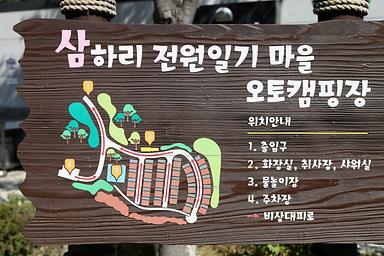 삼하리 전원일기 마을
오토캠핑장
위치안내
1. 출입구
2. 화장실, 취사장, 샤워실
3. 물놀이장
4. 주차장
→ 비상대피로